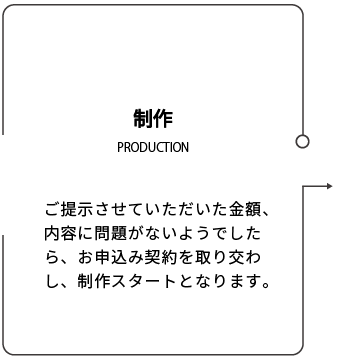 制作
PRODUCTION
ご提示させていただいた金額、
内容に問題がないようでした
ら、お申込み契約を取り交わ
し、制作スタートとなります。